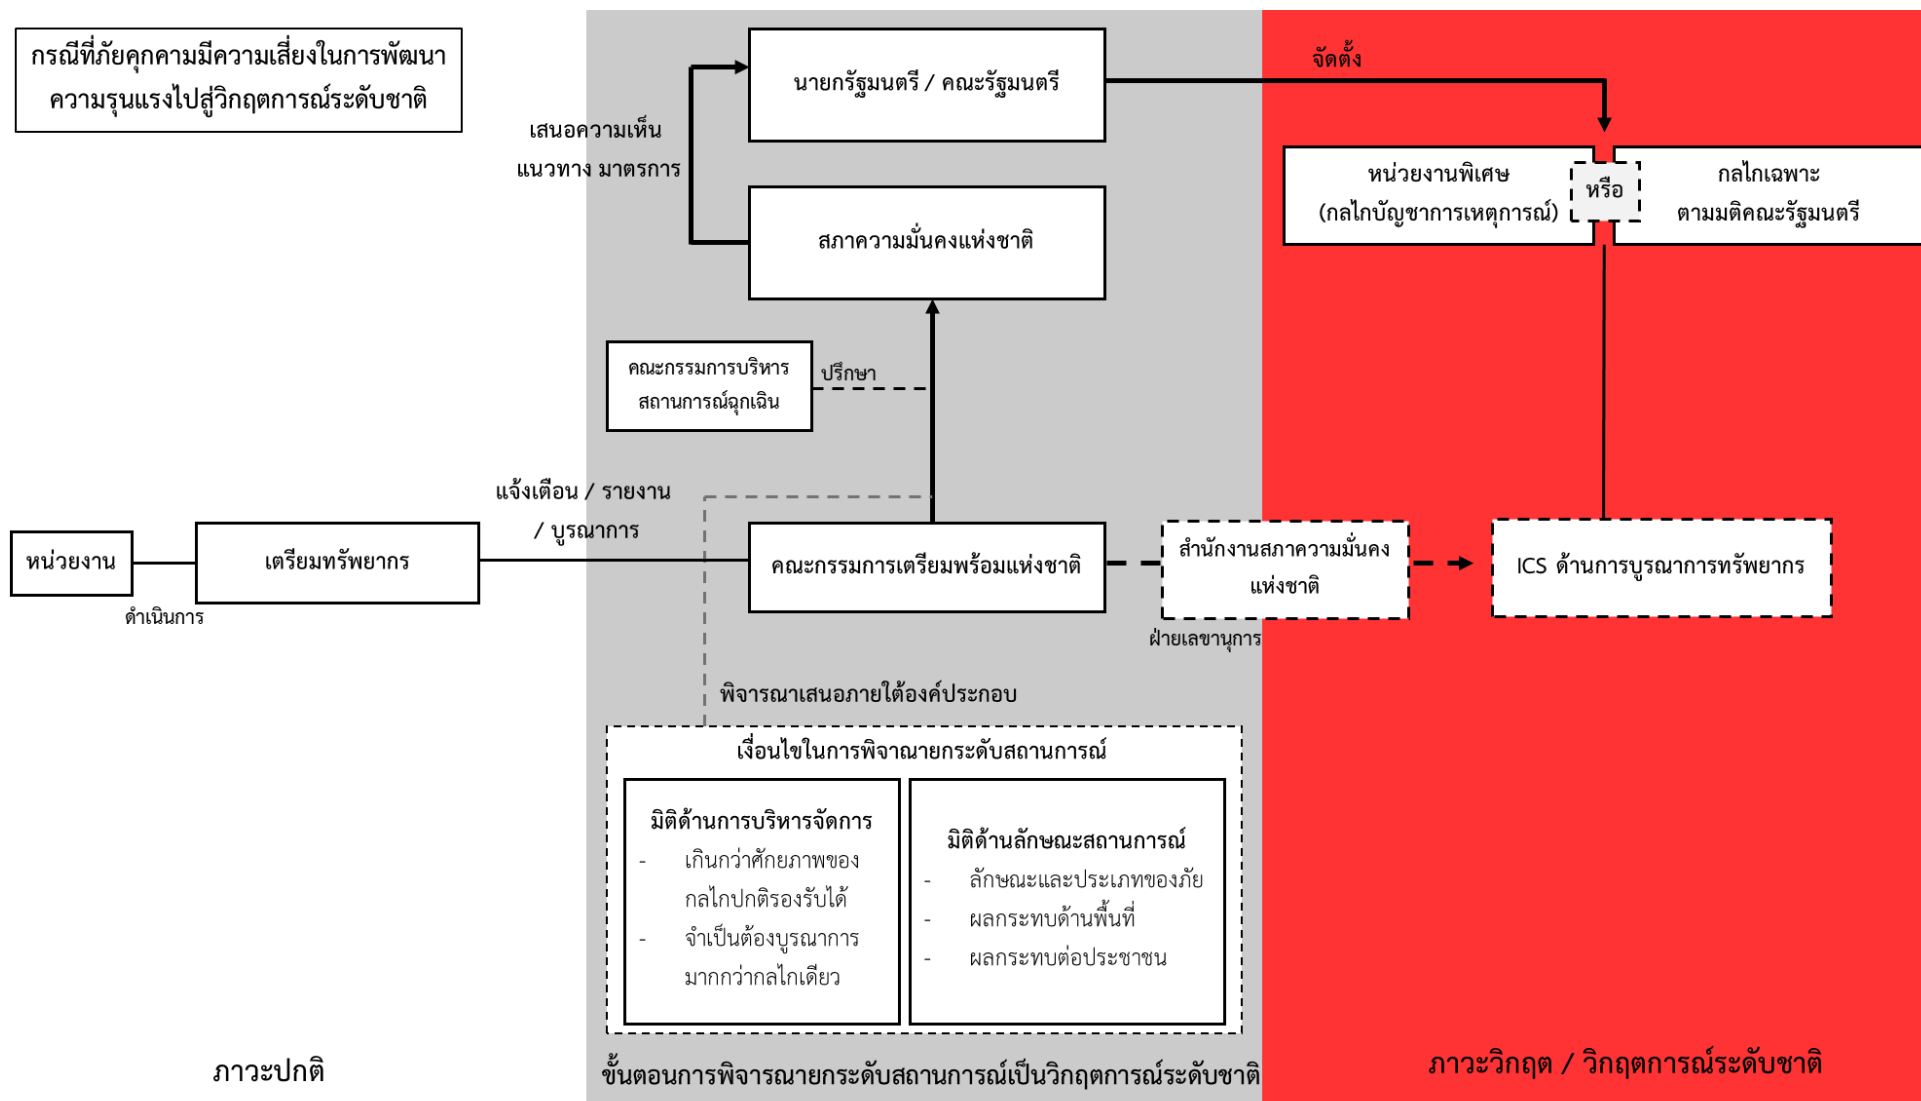 กรณีที่ภัยคุกคามมีความเสี่ยงในการพัฒนา
ความรุนแรงไปสู่วิกฤตการณ์ระดับชาติ
นายกรัฐมนตรี / คณะรัฐมนตรี
จัดตั้ง
เสนอความเห็น
แนวทาง มาตรการ
สภาความมั่นคงแห่งชาติ
หน่วยงานพิเศษ
(กลไกบัญชาการเหตุการณ์)
หรือ
กลไกเฉพาะ
ตามมติคณะรัฐมนตรี
คณะกรรมการบริหาร
สถานการณ์ฉุกเฉิน
ปรึกษา
แจ้งเตือน / รายงาน
/ บูรณาการ
หน่วยงาน
ดำเนินการ
เตรียมทรัพยากร
คณะกรรมการเตรียมพร้อมแห่งชาติ
สำนักงานสภาความมั่นคง
แห่งชาติ
ฝ่ายเลขานุการ
ICS ด้านการบูรณาการทรัพยากร
พิจารณาเสนอภายใต้องค์ประกอบ
เงื่อนไขในการพิจาณายกระดับสถานการณ์
มิติด้านการบริหารจัดการ
- เกินกว่าศักยภาพของ
กลไกปกติรองรับได้
- จำเป็นต้องบูรณาการ
มากกว่ากลไกเดียว
มิติด้านลักษณะสถานการณ์
- ลักษณะและประเภทของภัย
- ผลกระทบด้านพื้นที่
- ผลกระทบต่อประชาชน
ภาวะปกติ
ขั้นตอนการพิจารณายกระดับสถานการณ์เป็นวิกฤตการณ์ระดับชาติ
ภาวะวิกฤต / วิกฤตการณ์ระดับชาติ